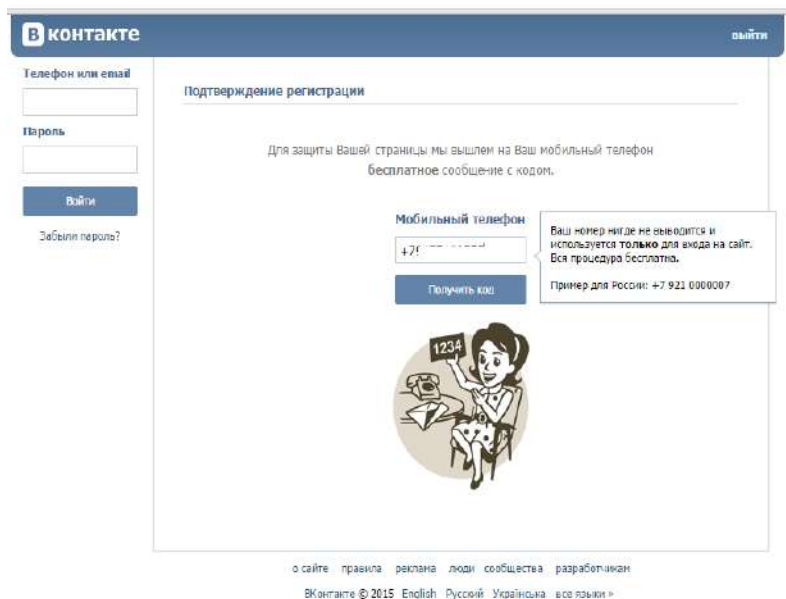 В контакте
выйти
Телефон или email
Пароль
Войти
Забыли пароль?
Подтверждение регистрации
Для защиты Вашей страницы мы вышлем на Ваш мобильный телефон
бесплатное сообщение с кодом.
Мобильный телефон
Получить код
Ваш номер нигде не выводится и
используется только для входа на сайт.
Вся процедура бесплатна.
Пример для России: +7 921 0000007
1234
о сайте правила реклама люди сообщества разработчикам
ВКонтакте © 2015 English Русский Українська все языки »